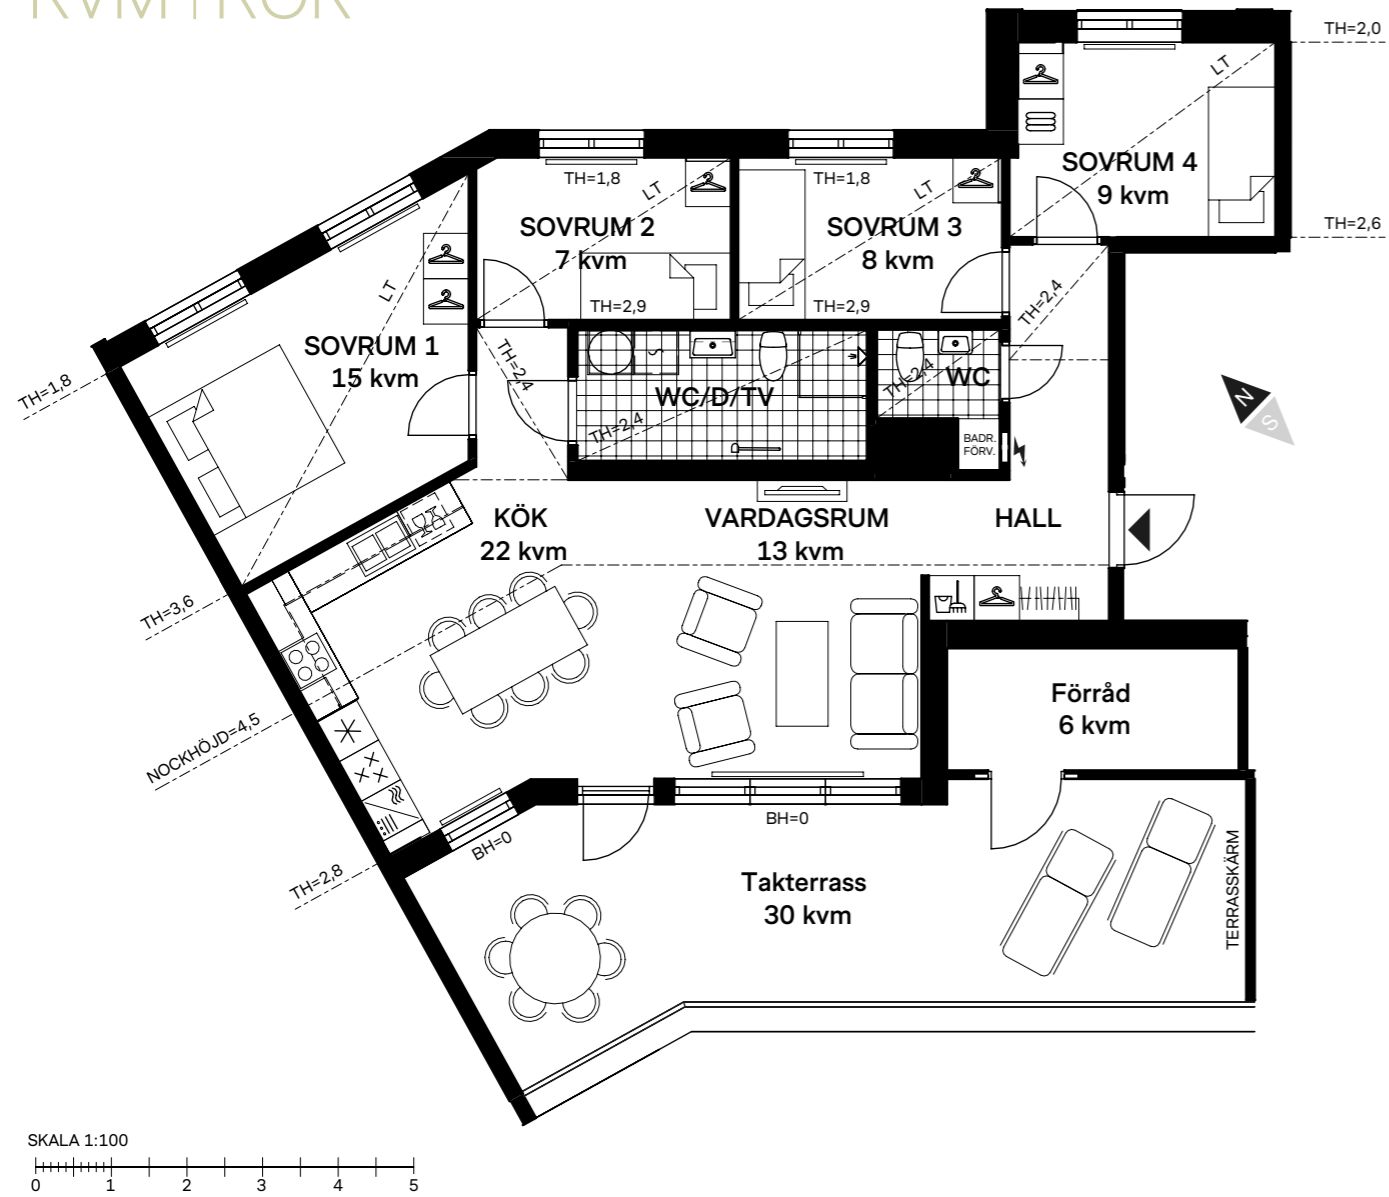 KVM | ROK
TH=2,0
LT
SOVRUM 4
9 kvm
TH=2,6
TH=1,8
LT
SOVRUM 2
7 kvm
TH=2,9
TH=1,8
LT
SOVRUM 3
8 kvm
TH=2,9
LT
SOVRUM 1
15 kvm
TH=1,8
TH=2,4
WC/D/TV
TH=2,4
WC
TH=2,4
TH=2,4
BADR.
FÖRV.
N
S
KÖK
22 kvm
VARDAGSRUM
13 kvm
HALL
TH=3,6
NOCKHÖJD=4,5
TH=2,8
BH=0
BH=0
Förråd
6 kvm
Takterrass
30 kvm
TERRASSKÄRM
SKALA 1:100
0 1 2 3 4 5